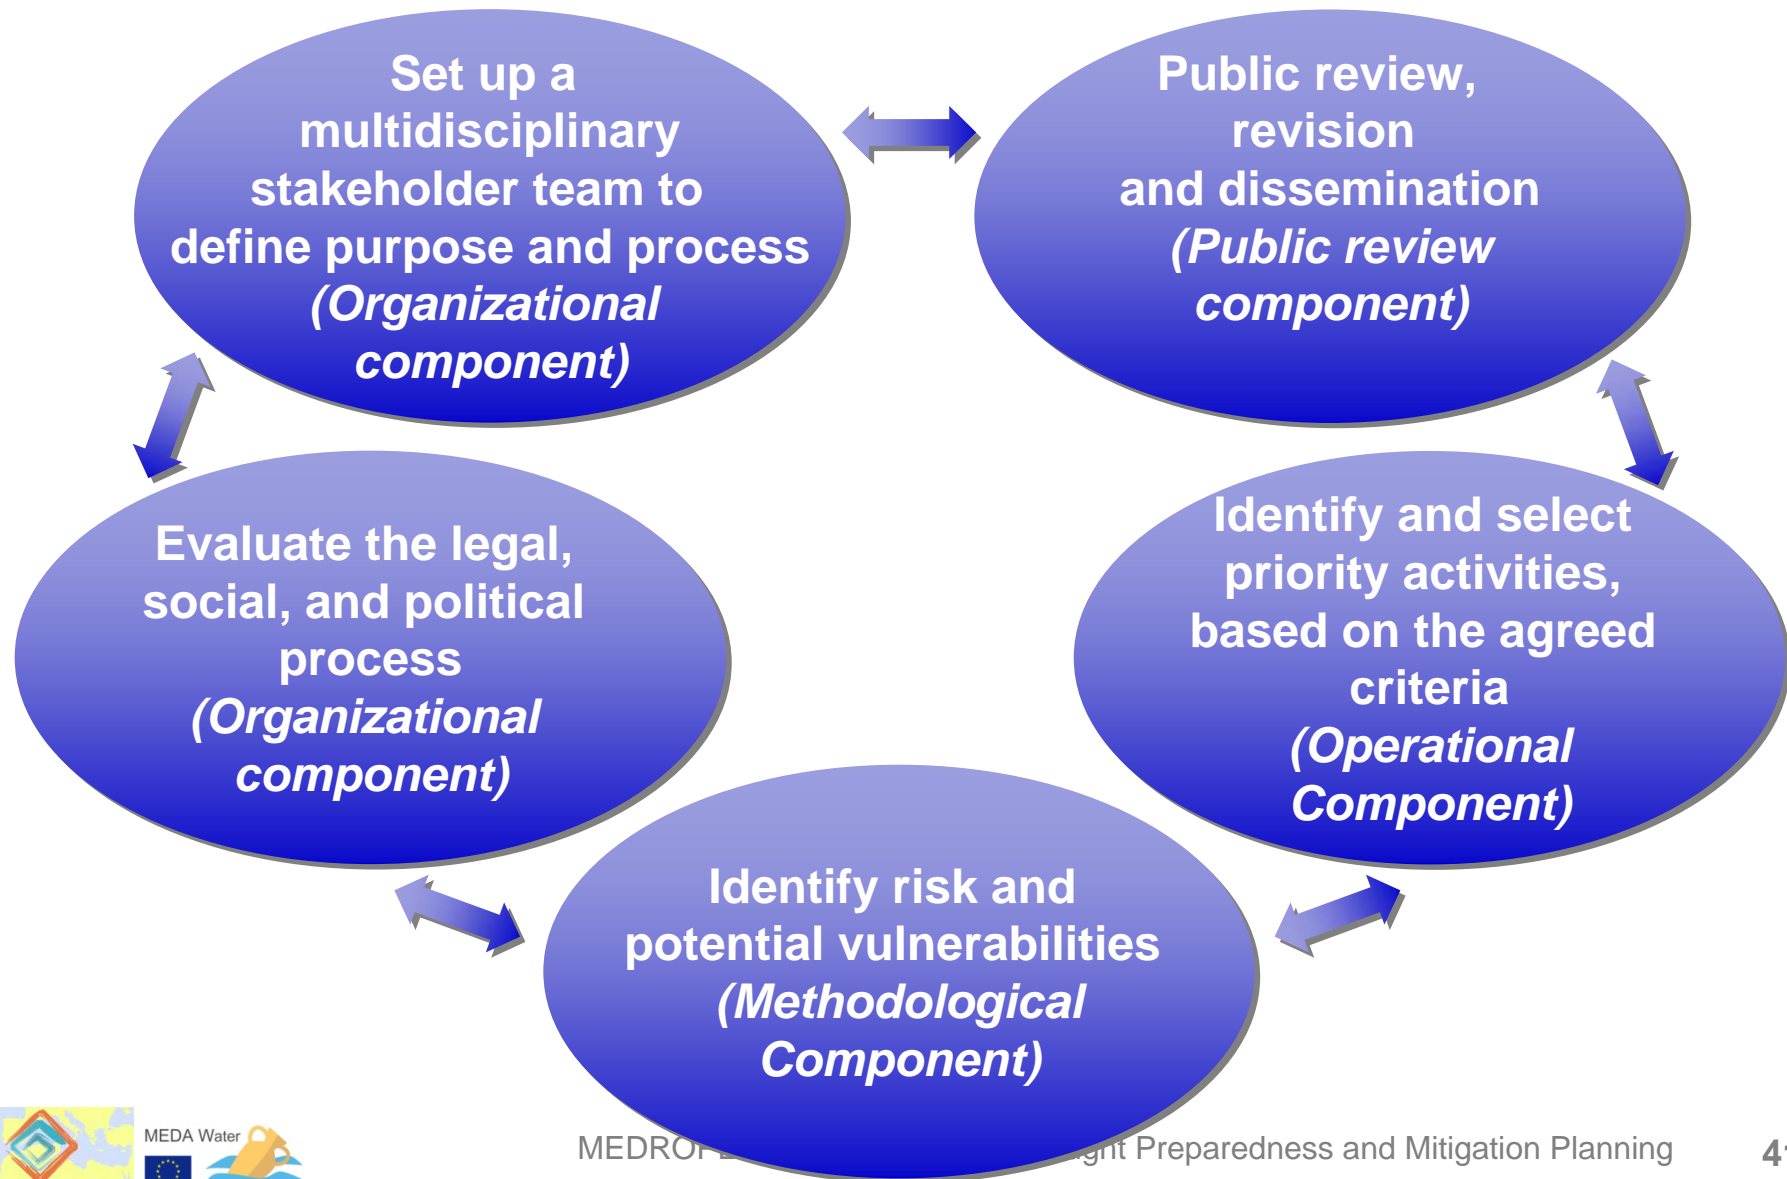 Set up a
multidisciplinary
stakeholder team to
define purpose and process
(Organizational
component)
Public review,
revision
and dissemination
(Public review
component)
Evaluate the legal,
social, and political
process
(Organizational
component)
Identify and select
priority activities,
based on the agreed
criteria
(Operational
Component)
Identify risk and
potential vulnerabilities
(Methodological
Component)
MEDA Water
Preparedness and Mitigation Planning